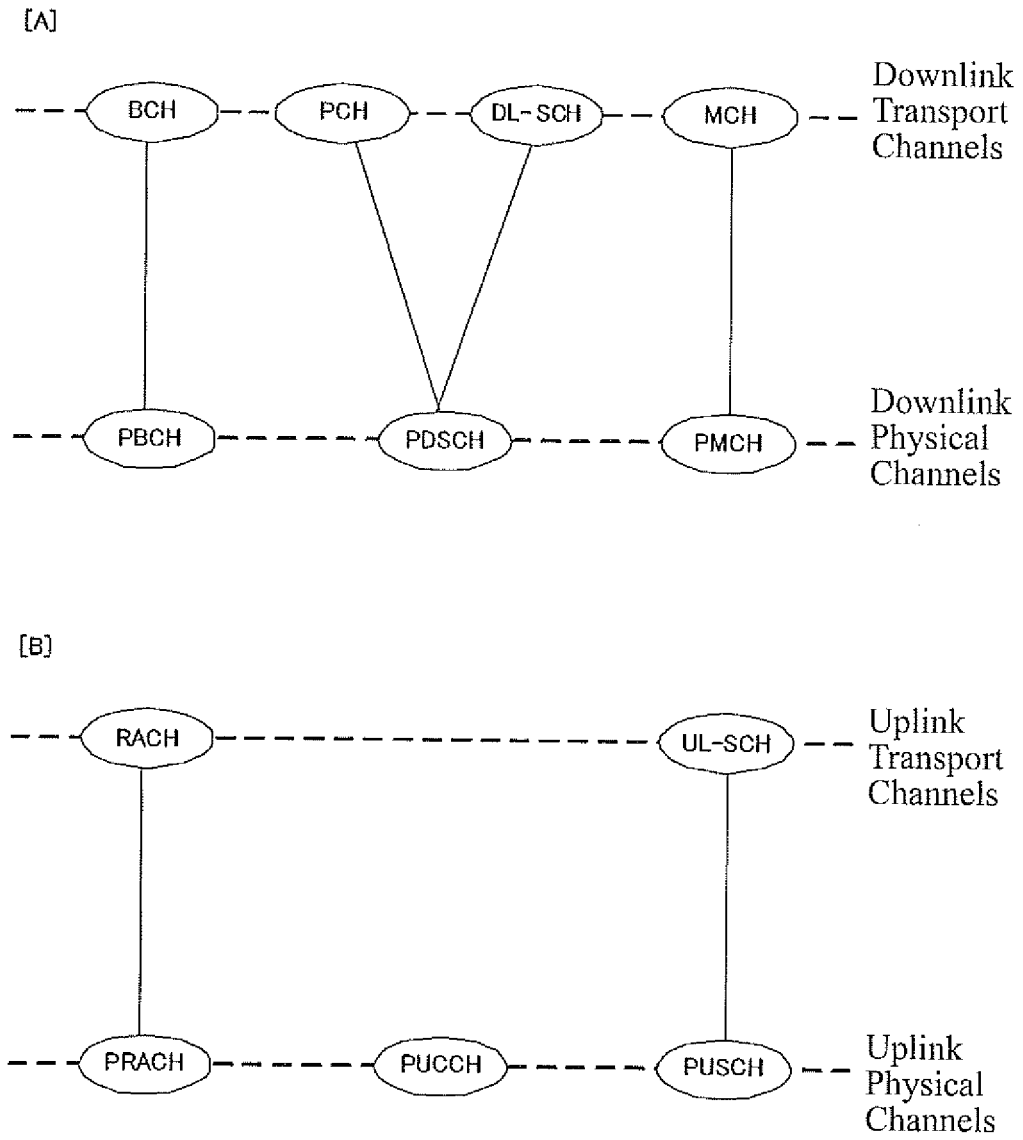 [A]
BCH PCH DL-SCH MCH
Downlink
Transport
Channels
PBCH PDSCH PMCH
Downlink
Physical
Channels
[B]
RACH UL-SCH
Uplink
Transport
Channels
PRACH PUCCH PUSCH
Uplink
Physical
Channels